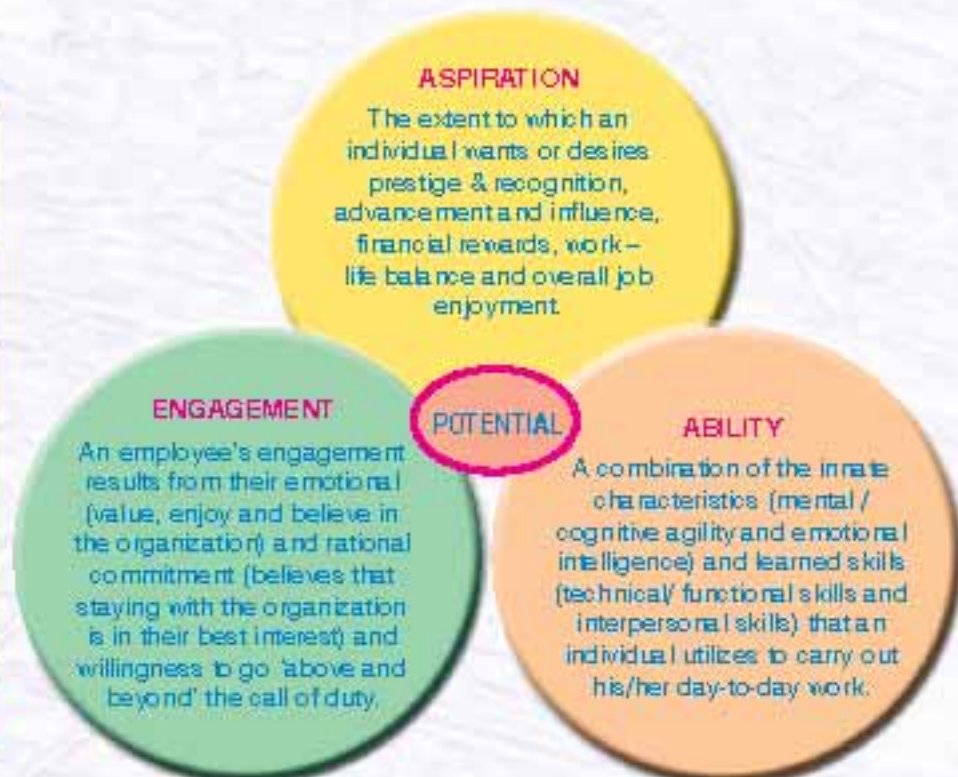 ASPIRATION
The extent to which an
individual wants or desires
prestige & recognition,
advancement and influence,
financial rewards, work –
life balance and overall job
enjoyment.
POTENTIAL
ENGAGEMENT
An employee's engagement
results from their emotional
(value, enjoy and believe in
the organization) and rational
commitment (believes that
staying with the organization
is in their best interest) and
willingness to go 'above and
beyond' the call of duty.
ABILITY
A combination of the innate
characteristics (mental /
cognitive agility and emotional
intelligence) and learned skills
(technical/ functional skills and
interpersonal skills) that an
individual utilizes to carry out
his/her day-to-day work.